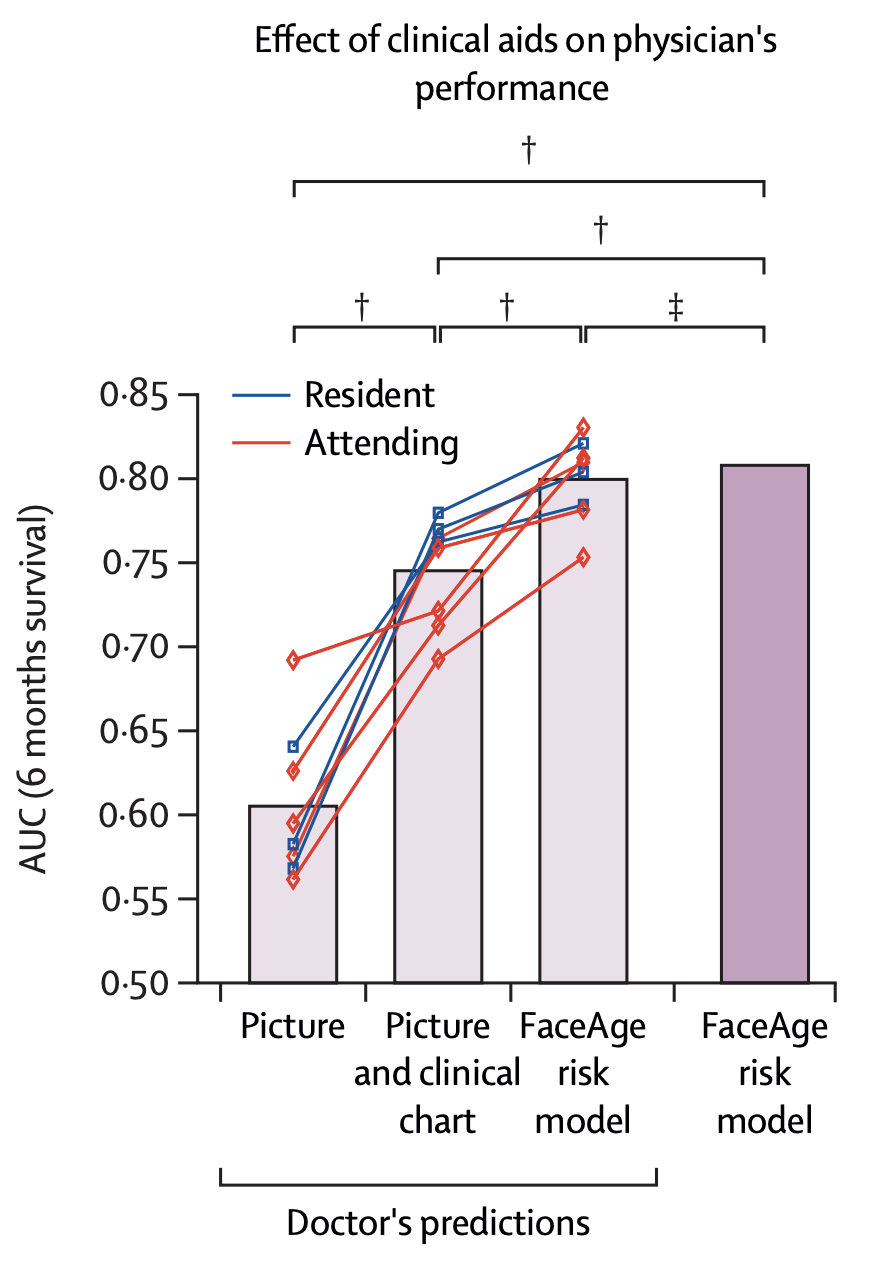 Effect of clinical aids on physician's
performance
†
†
†
†
‡
0·85
0·80
0·75
0·70
0·65
0·60
0·55
0·50
AUC (6 months survival)
Resident
Attending
Picture
Picture
and clinical
chart
FaceAge
risk
model
FaceAge
risk
model
Doctor's predictions